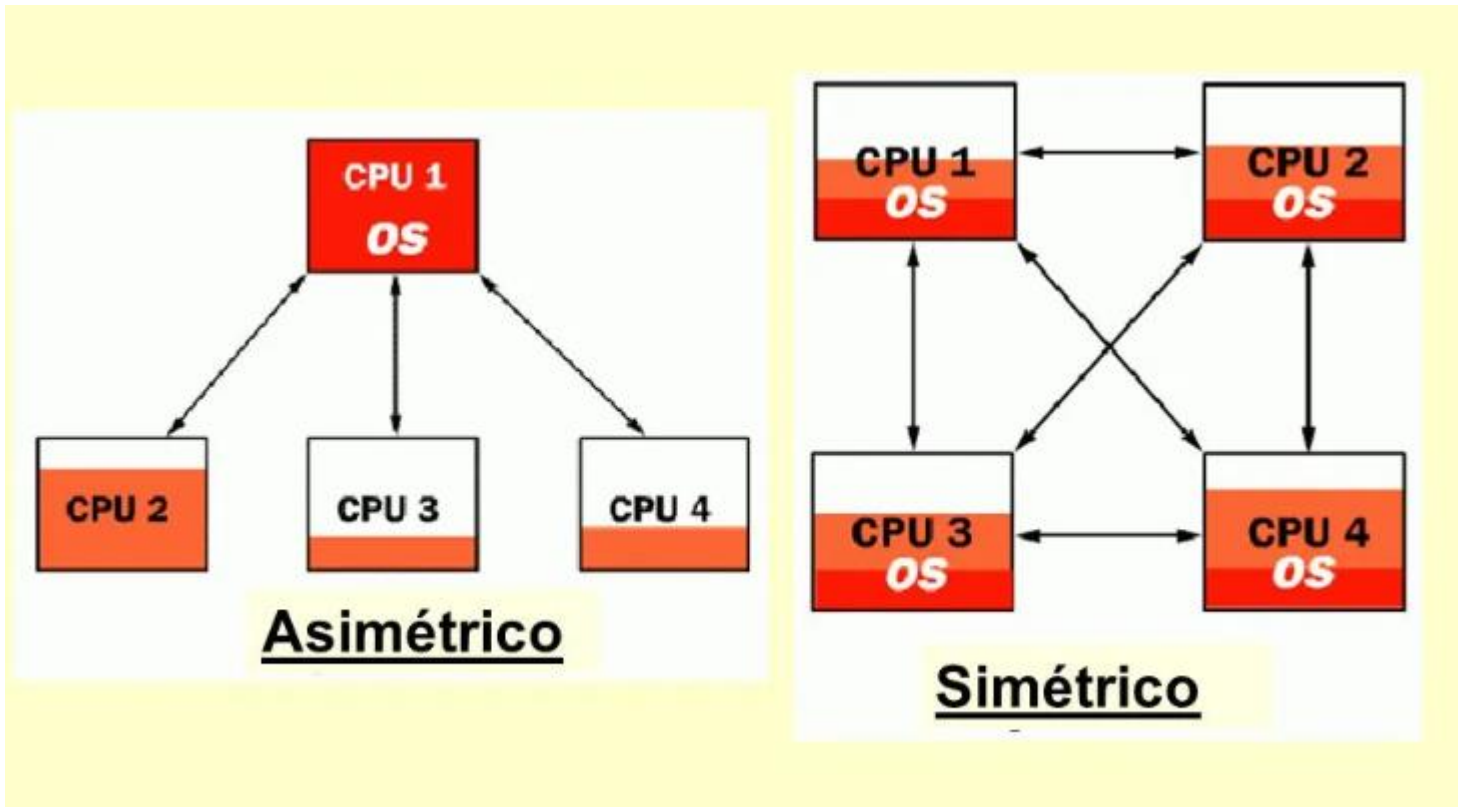 CPU 1
OS
CPU 2
CPU 3
CPU 4
Asimétrico
CPU 1
OS
CPU 2
OS
CPU 3
OS
CPU 4
OS
Simétrico